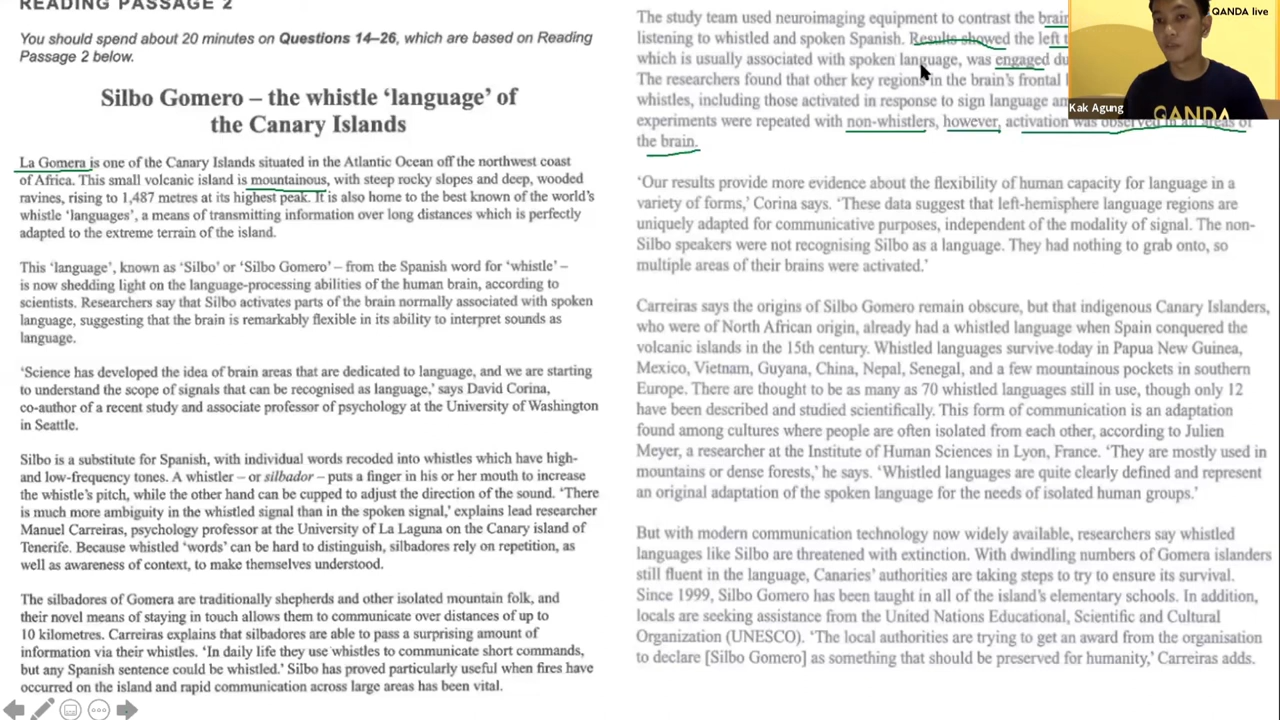 READING PASSAGE 2
You should spend about 20 minutes on Questions 14–26, which are based on Reading
Passage 2 below.
Silbo Gomero – the whistle ‘language’ of
the Canary Islands
La Gomera is one of the Canary Islands situated in the Atlantic Ocean off the northwest coast
of Africa. This small volcanic island is mountainous, with steep rocky slopes and deep, wooded
ravines, rising to 1,487 metres at its highest peak. It is also home to the best known of the world's
whistle ‘languages’, a means of transmitting information over long distances which is perfectly
adapted to the extreme terrain of the island.
This ‘language’, known as ‘Silbo’ or ‘Silbo Gomero’ – from the Spanish word for ‘whistle’ –
is now shedding light on the language-processing abilities of the human brain, according to
scientists. Researchers say that Silbo activates parts of the brain normally associated with spoken
language, suggesting that the brain is remarkably flexible in its ability to interpret sounds as
language.
‘Science has developed the idea of brain areas that are dedicated to language, and we are starting
to understand the scope of signals that can be recognised as language,’ says David Corina,
co-author of a recent study and associate professor of psychology at the University of Washington
in Seattle.
Silbo is a substitute for Spanish, with individual words recoded into whistles which have high-
and low-frequency tones. A whistler – or silbador – puts a finger in his or her mouth to increase
the whistle's pitch, while the other hand can be cupped to adjust the direction of the sound. ‘There
is much more ambiguity in the whistled signal than in the spoken signal,’ explains lead researcher
Manuel Carreiras, psychology professor at the University of La Laguna on the Canary island of
Tenerife. Because whistled ‘words’ can be hard to distinguish, silbadores rely on repetition, as
well as awareness of context, to make themselves understood.
The silbadores of Gomera are traditionally shepherds and other isolated mountain folk, and
their novel means of staying in touch allows them to communicate over distances of up to
10 kilometres. Carreiras explains that silbadores are able to pass a surprising amount of
information via their whistles. ‘In daily life they use whistles to communicate short commands,
but any Spanish sentence could be whistled.’ Silbo has proved particularly useful when fires have
occurred on the island and rapid communication across large areas has been vital.
The study team used neuroimaging equipment to contrast the brain
listening to whistled and spoken Spanish. Results showed the left
which is usually associated with spoken language, was engaged
The researchers found that other key regions in the brain's frontal
whistles, including those activated in response to sign language
experiments were repeated with non-whistlers, however, activation was observed in all areas of
the brain.
‘Our results provide more evidence about the flexibility of human capacity for language in a
variety of forms,’ Corina says. ‘These data suggest that left-hemisphere language regions are
uniquely adapted for communicative purposes, independent of the modality of signal. The non-
Silbo speakers were not recognising Silbo as a language. They had nothing to grab onto, so
multiple areas of their brains were activated.’
Carreiras says the origins of Silbo Gomero remain obscure, but that indigenous Canary Islanders,
who were of North African origin, already had a whistled language when Spain conquered the
volcanic islands in the 15th century. Whistled languages survive today in Papua New Guinea,
Mexico, Vietnam, Guyana, China, Nepal, Senegal, and a few mountainous pockets in southern
Europe. There are thought to be as many as 70 whistled languages still in use, though only 12
have been described and studied scientifically. This form of communication is an adaptation
found among cultures where people are often isolated from each other, according to Julien
Meyer, a researcher at the Institute of Human Sciences in Lyon, France. ‘They are mostly used in
mountains or dense forests,’ he says. ‘Whistled languages are quite clearly defined and represent
an original adaptation of the spoken language for the needs of isolated human groups.’
But with modern communication technology now widely available, researchers say whistled
languages like Silbo are threatened with extinction. With dwindling numbers of Gomera islanders
still fluent in the language, Canaries’ authorities are taking steps to try to ensure its survival.
Since 1999, Silbo Gomero has been taught in all of the island's elementary schools. In addition,
locals are seeking assistance from the United Nations Educational, Scientific and Cultural
Organization (UNESCO). ‘The local authorities are trying to get an award from the organisation
to declare [Silbo Gomero] as something that should be preserved for humanity,’ Carreiras adds.
QANDA live
Kak Agung
QANDA